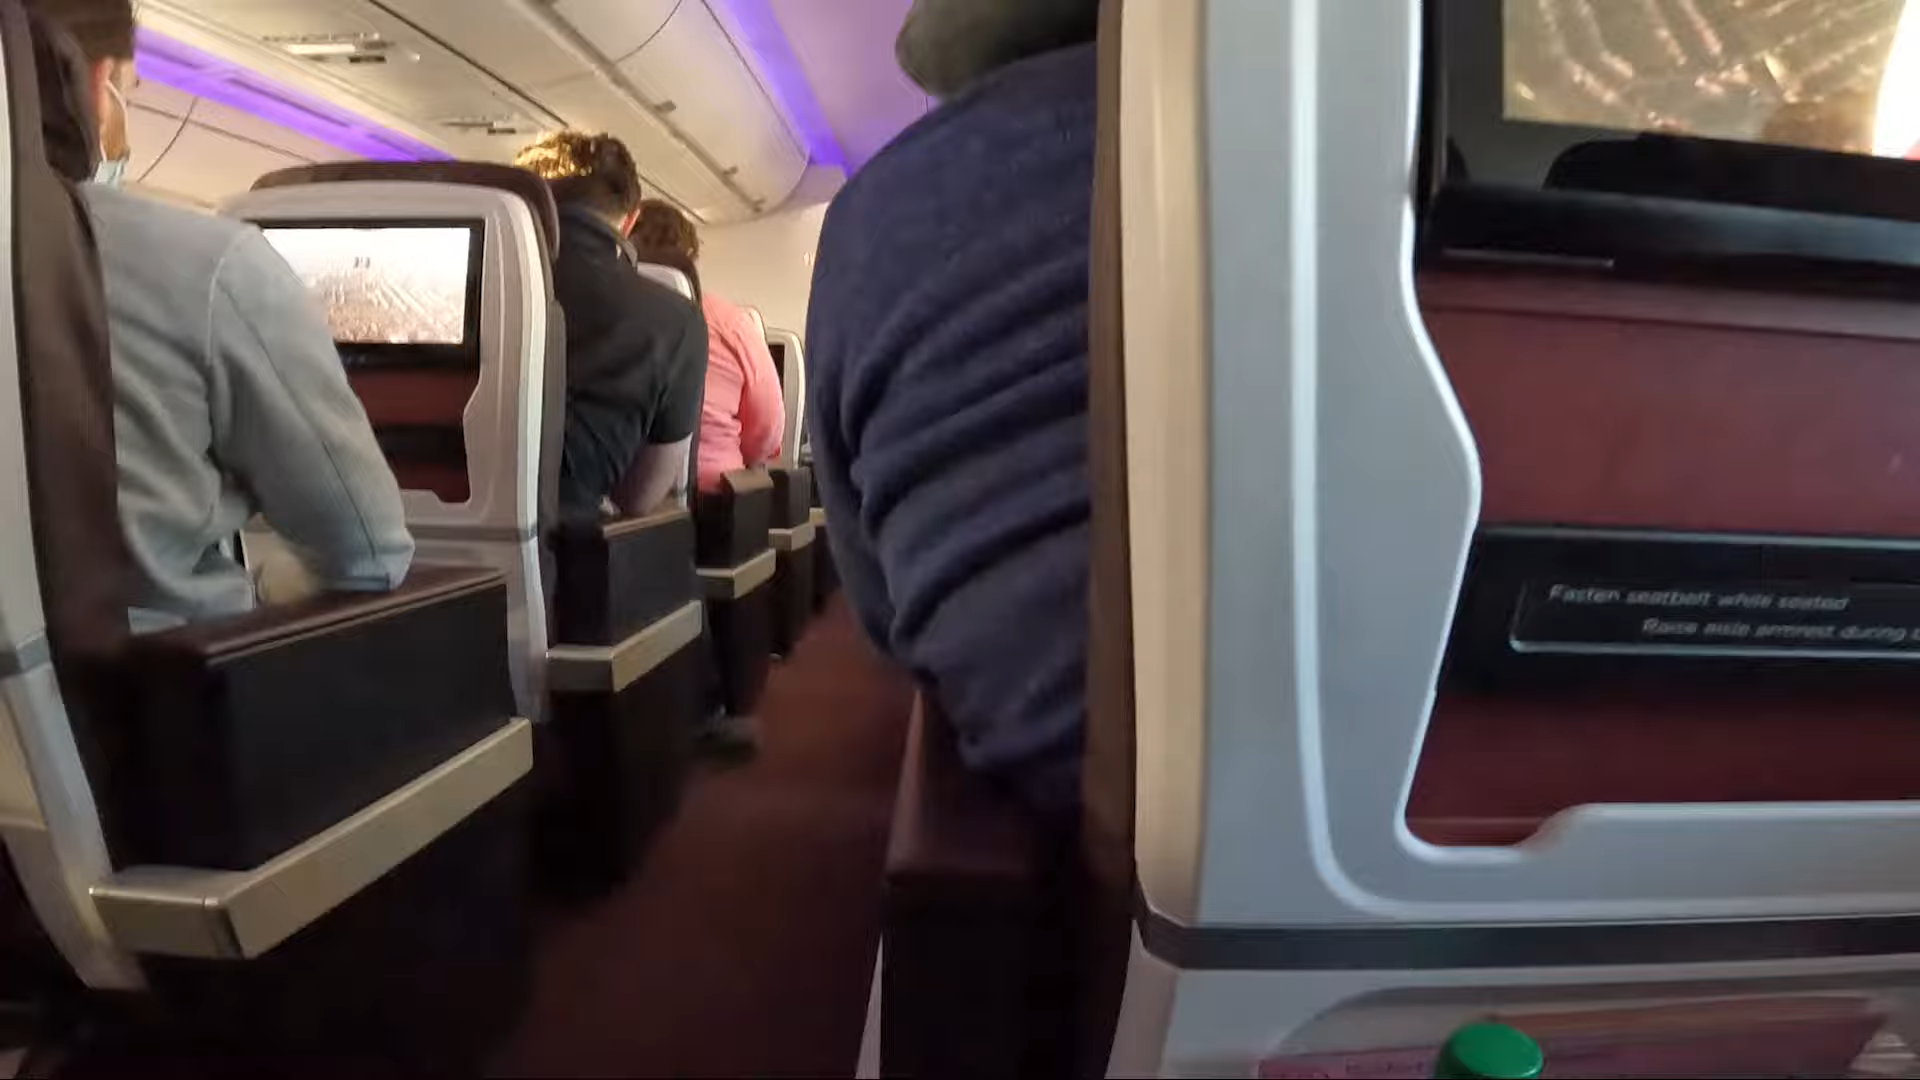 Fasten seatbelt while seated
Raise aisle armrest during